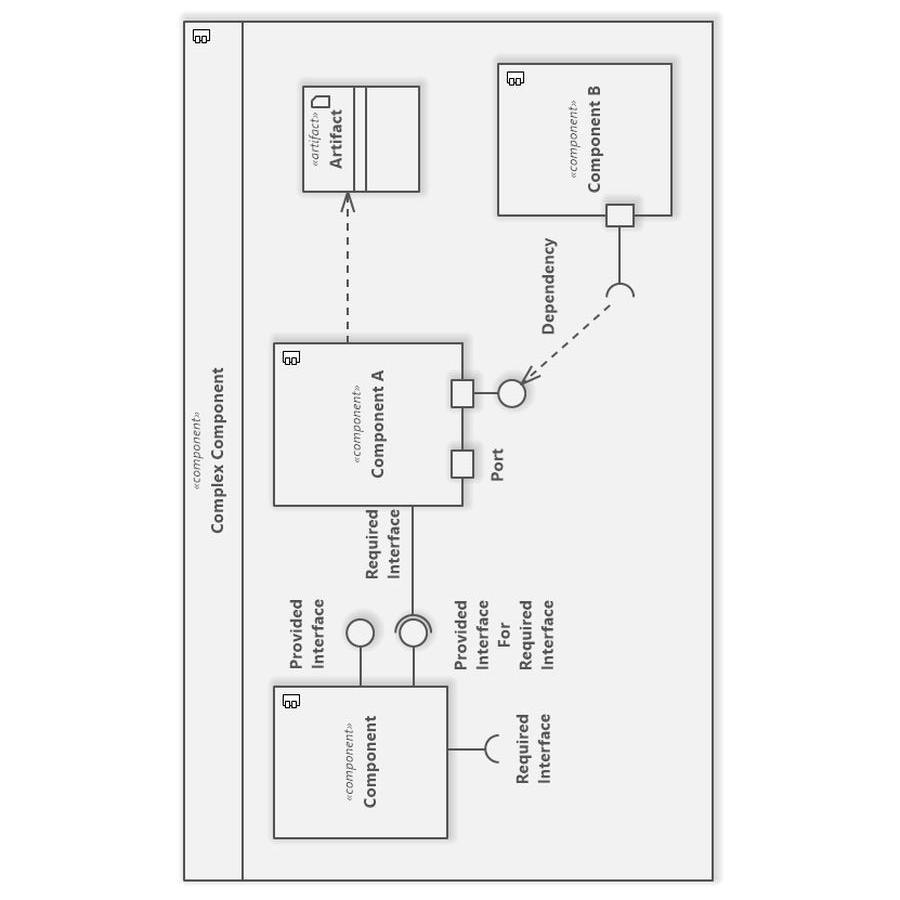 «component»
Complex Component
«component»
Component
Provided
Interface
Required
Interface
Provided
Interface
For
Required
Interface
Required
Interface
«component»
Component A
Port
«artifact»
Artifact
Dependency
«component»
Component B